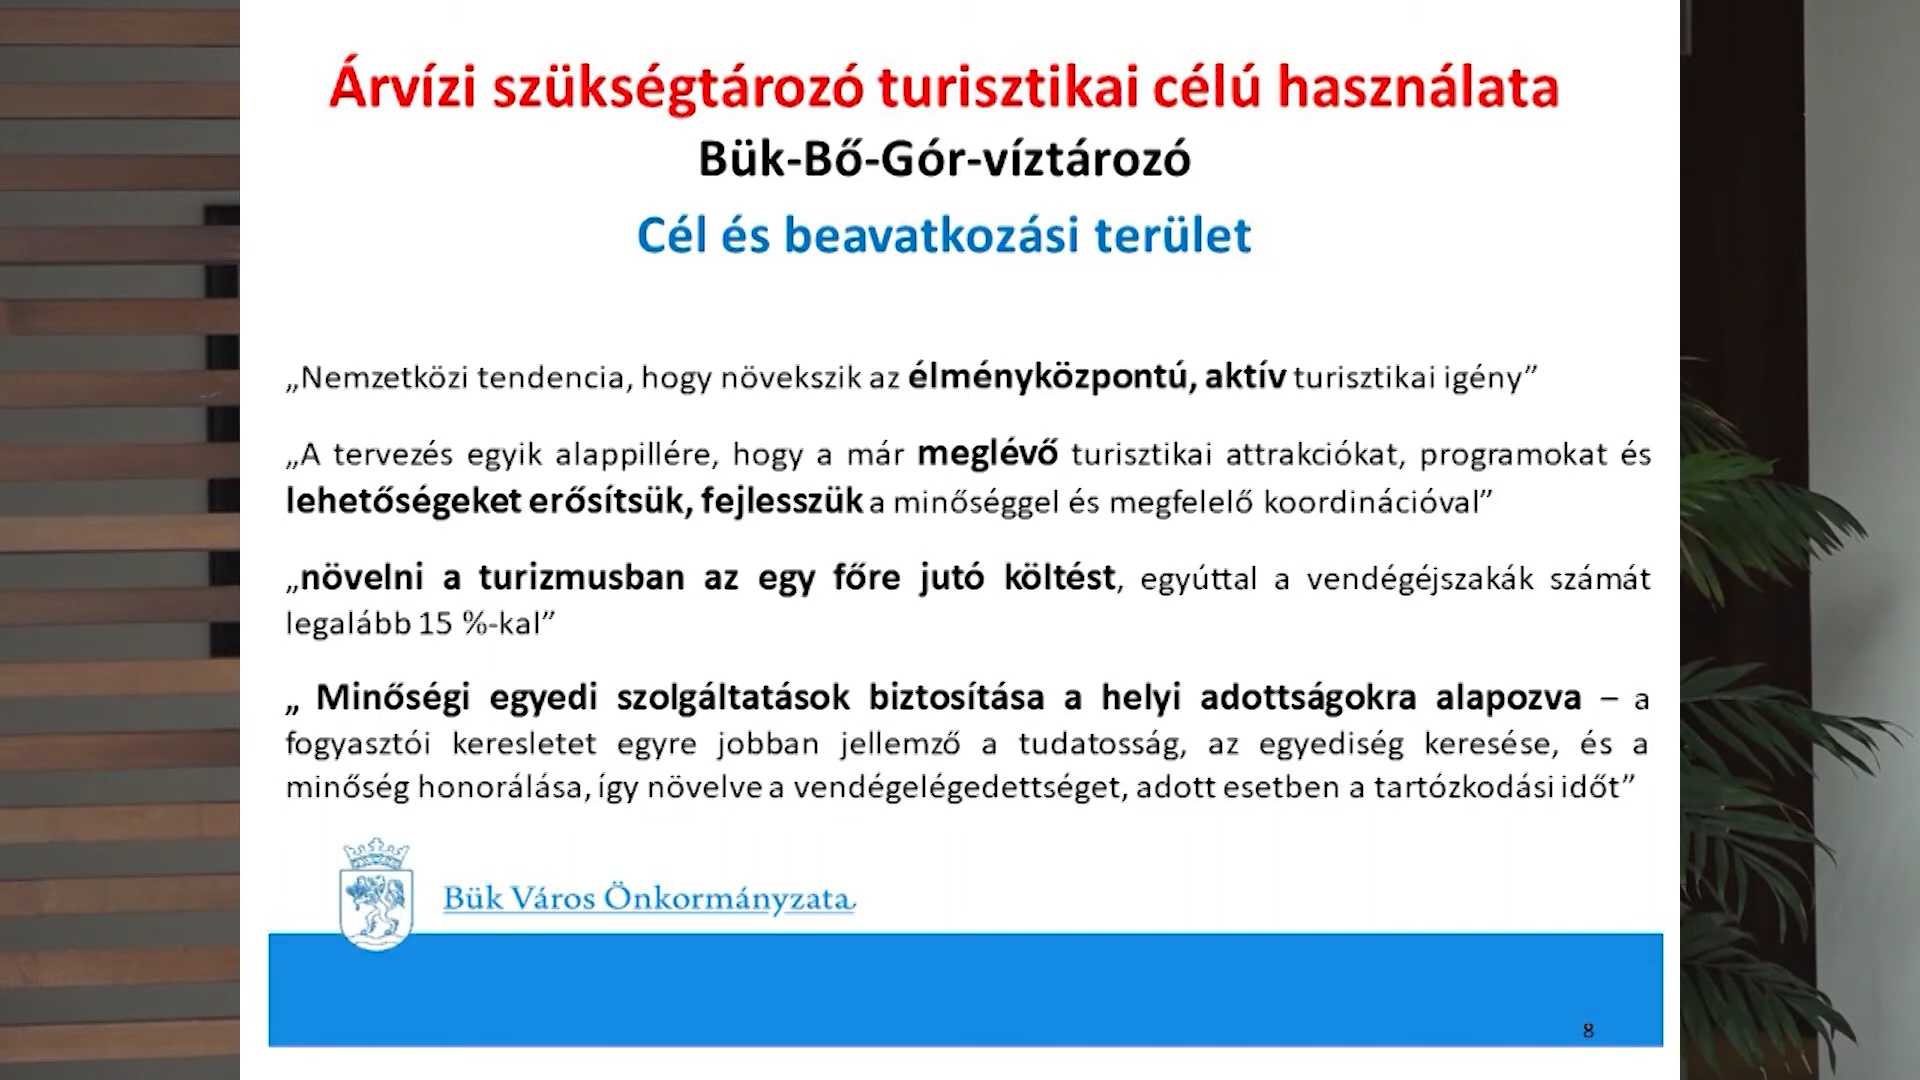 Árvízi szükségtározó turisztikai célú használata
Bük-Bő-Gór-víztározó
Cél és beavatkozási terület
„Nemzetközi tendencia, hogy növekszik az élményközpontú, aktív turisztikai igény”
„A tervezés egyik alappillére, hogy a már meglévő turisztikai attrakciókat, programokat és
lehetőségeket erősítsük, fejlesszük a minőséggel és megfelelő koordinációval”
„növelni a turizmusban az egy főre jutó költést, egyúttal a vendégéjszakák számát
legalább 15 %-kal”
„ Minőségi egyedi szolgáltatások biztosítása a helyi adottságokra alapozva – a
fogyasztói keresletet egyre jobban jellemző a tudatosság, az egyediség keresése, és a
minőség honorálása, így növelve a vendégelégedettséget, adott esetben a tartózkodási időt”
Bük Város Önkormányzata
8